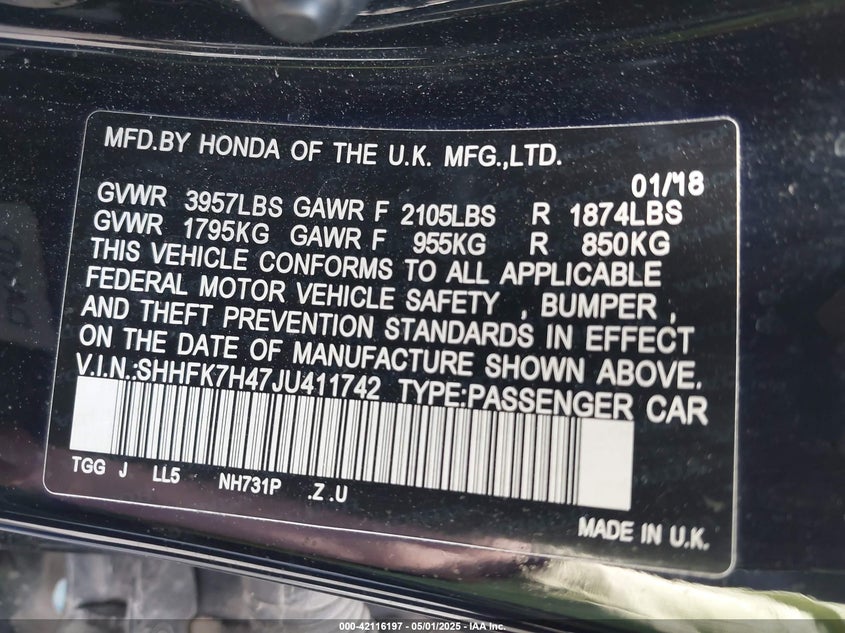 MFD.BY HONDA OF THE U.K. MFG.,LTD.
01/18
GVWR 3957LBS GAWR F 2105LBS R 1874LBS
GVWR 1795KG GAWR F 955KG R 850KG
THIS VEHICLE CONFORMS TO ALL APPLICABLE
FEDERAL MOTOR VEHICLE SAFETY , BUMPER ,
AND THEFT PREVENTION STANDARDS IN EFFECT
ON THE DATE OF MANUFACTURE SHOWN ABOVE.
V.I.N.:SHHFK7H47JU411742 TYPE:PASSENGER CAR
TGG J LL5 NH731P .Z .U
MADE IN U.K.
000-42116197 - 05/01/2025 - IAA Inc.